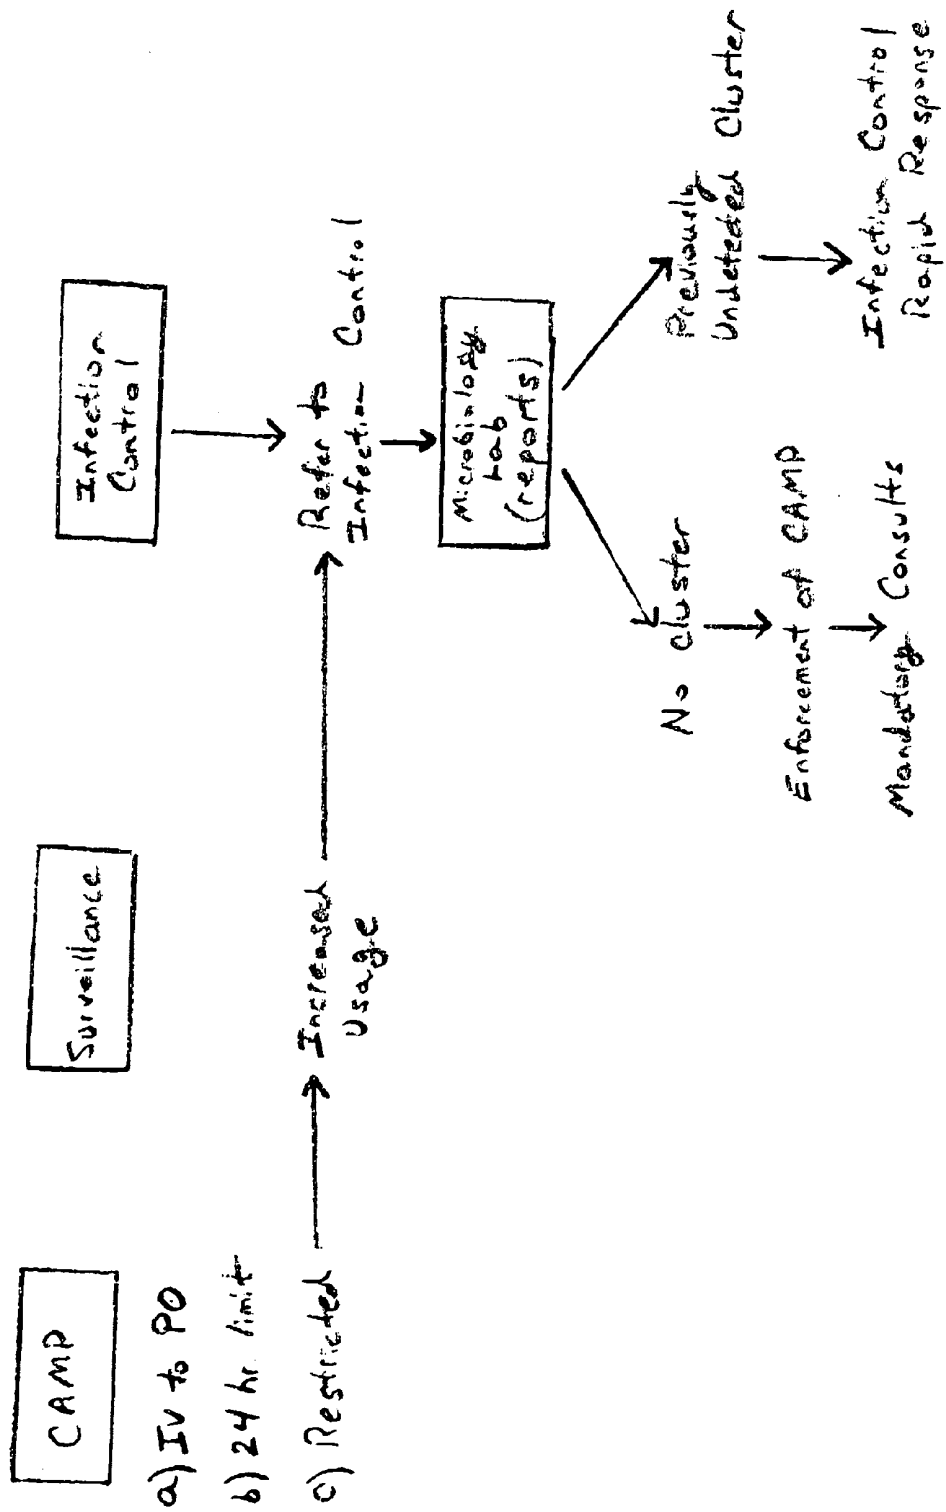 CAMP
a) IV to PO
b) 24 hr. limit
c) Restricted
Surveillance
Increased
Usage
Infection
Control
Refer to
Infection Control
Microbiology
Lab
(reports)
No Cluster
Enforcement of CAMP
Mandatory Consults
Previously
Undetected Cluster
Infection Control
Rapid Response